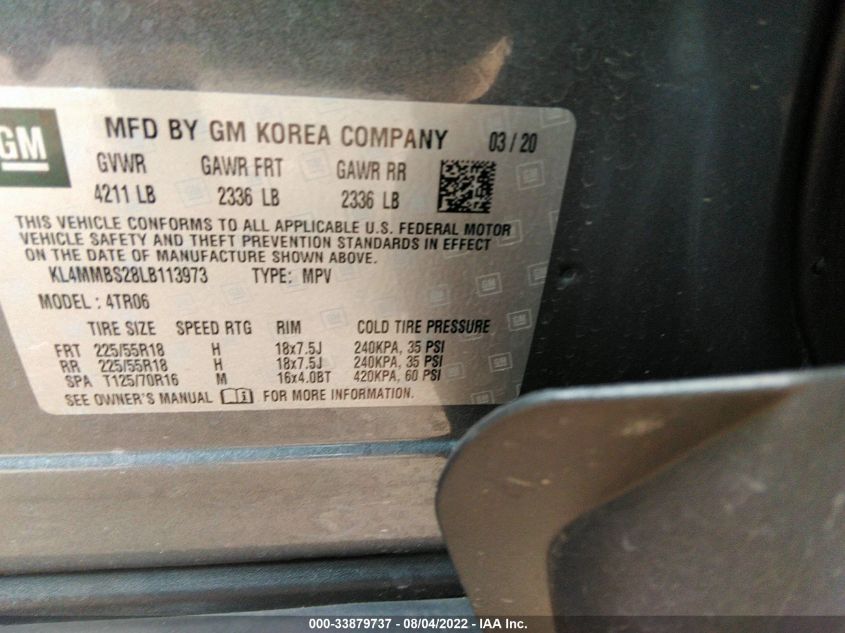 GM
MFD BY GM KOREA COMPANY 03 / 20
GVWR GAWR FRT GAWR RR
4211 LB 2336 LB 2336 LB
THIS VEHICLE CONFORMS TO ALL APPLICABLE U.S. FEDERAL MOTOR
VEHICLE SAFETY AND THEFT PREVENTION STANDARDS IN EFFECT
ON THE DATE OF MANUFACTURE SHOWN ABOVE.
KL4MMBS28LB113973 TYPE: MPV
MODEL : 4TR06
TIRE SIZE SPEED RTG RIM COLD TIRE PRESSURE
FRT 225/55R18 H 18x7.5J 240KPA, 35 PSI
RR 225/55R18 H 18x7.5J 240KPA, 35 PSI
SPA T125/70R16 M 16x4.0BT 420KPA, 60 PSI
SEE OWNER'S MANUAL FOR MORE INFORMATION.
000-33879737 - 08/04/2022 - IAA Inc.